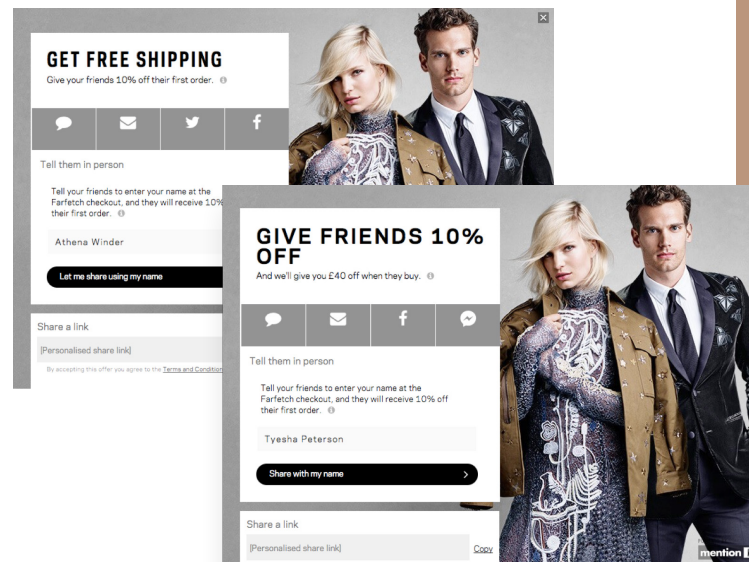 GET FREE SHIPPING
Give your friends 10% off their first order.
Tell them in person
Tell your friends to enter your name at the
Farfetch checkout, and they will receive 10%
their first order.
Athena Winder
Let me share using my name
Share a link
[Personalised share link]
By accepting this offer you agree to the Terms and Condition
GIVE FRIENDS 10%
OFF
And we'll give you £40 off when they buy.
Tell them in person
Tell your friends to enter your name at the
Farfetch checkout, and they will receive 10% off
their first order.
Tyesha Peterson
Share with my name
Share a link
[Personalised share link]
Copy
mention